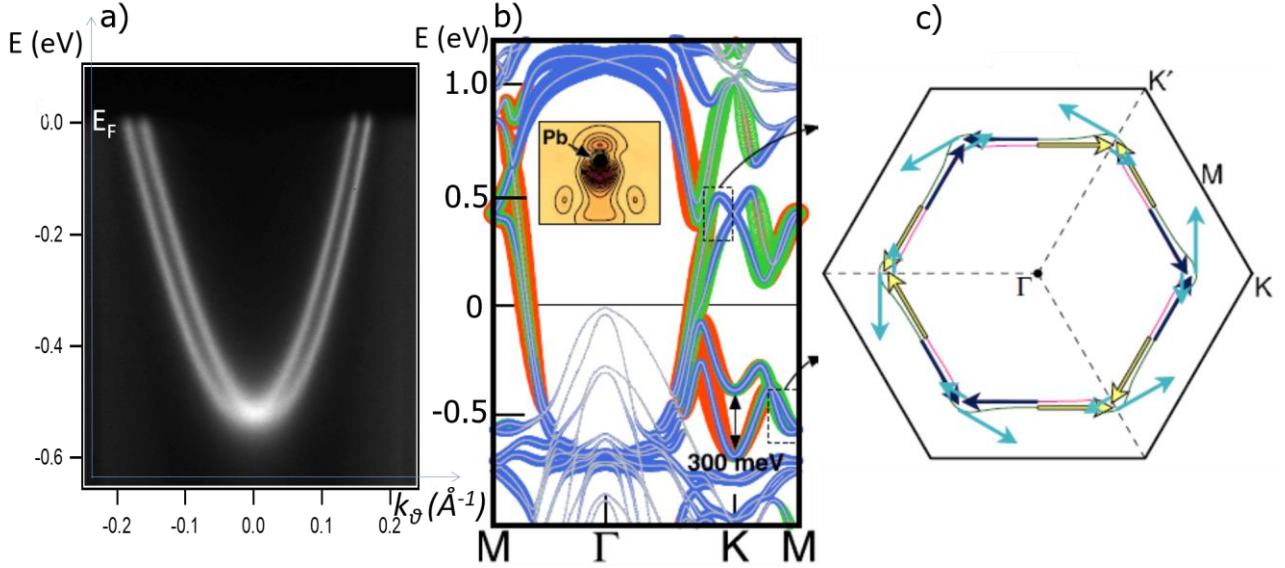 a)
E (eV)
0.0
E_F
-0.2
-0.4
-0.6
-0.2
-0.1
0.0
0.1
0.2
k_ϑ (Å⁻¹)
b)
E (eV)
1.0
0.5
0
-0.5
Pb
300 meV
M
Γ
K
M
c)
K′
M
Γ
K